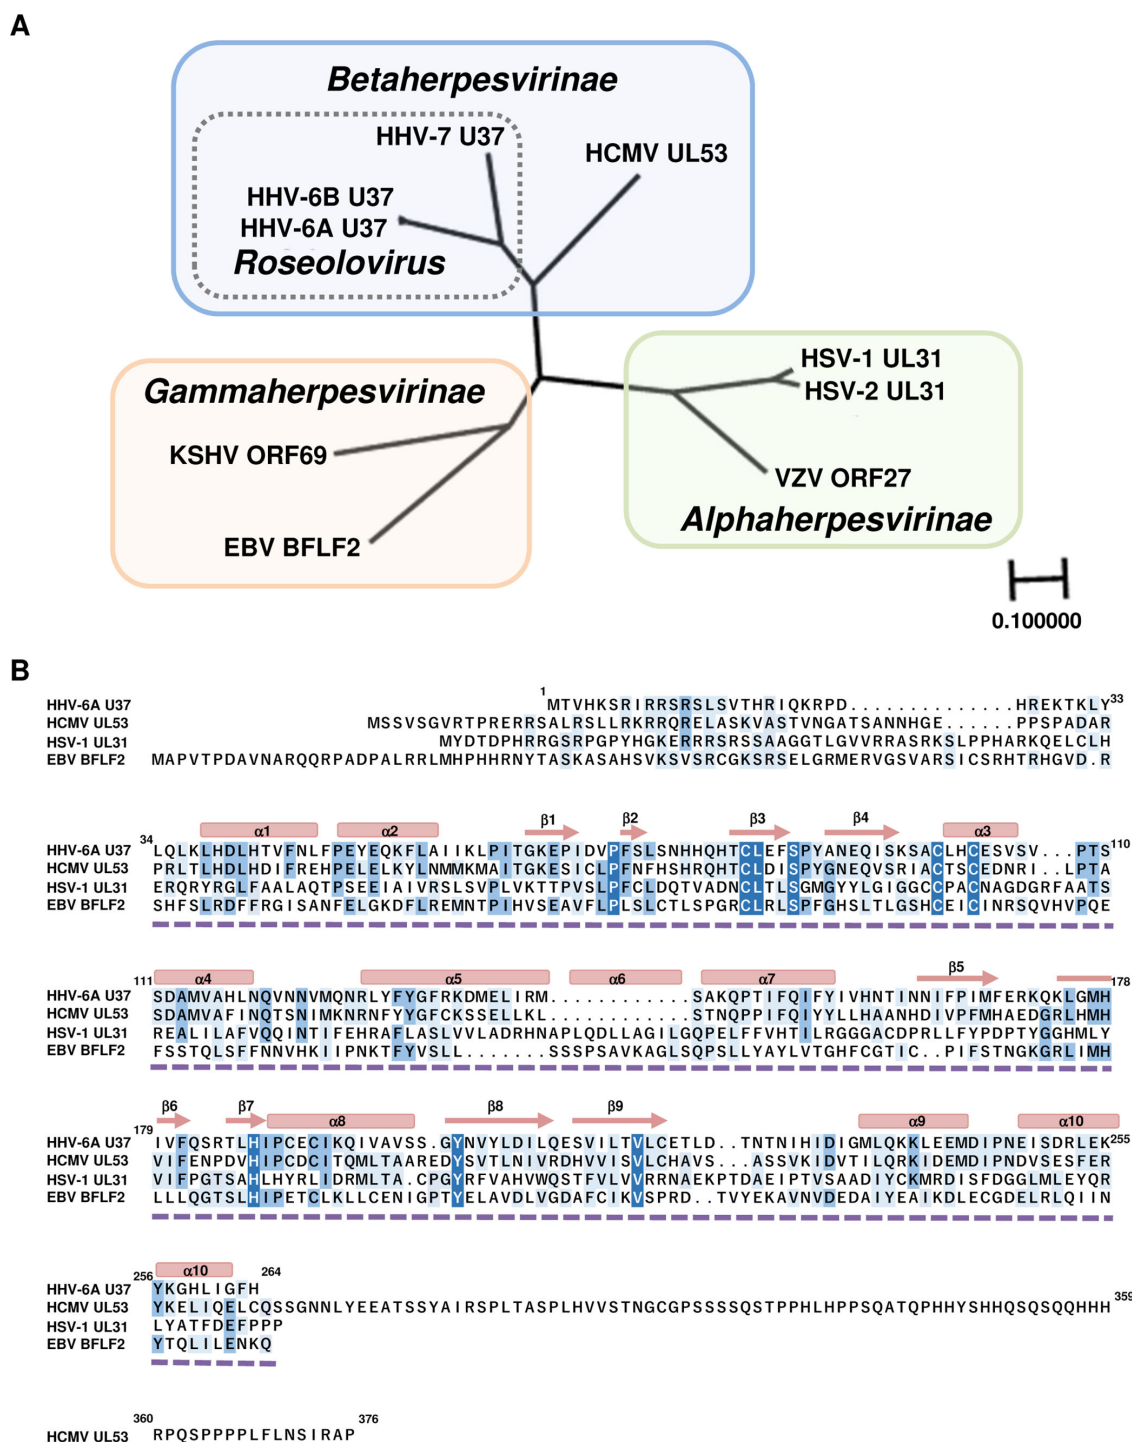 A
Betaherpesvirinae
HHV-7 U37
HCMV UL53
HHV-6B U37
HHV-6A U37
Roseolovirus
HSV-1 UL31
HSV-2 UL31
Gammaherpesvirinae
KSHV ORF69
VZV ORF27
Alphaherpesvirinae
EBV BFLF2
0.100000
B
1 33
HHV-6A U37 MTVHKSRIRRSRSLSVTHRIQKRPD..............HREKTKLY
HCMV UL53 MSSVSGVRTPRERRSALRSLLRKRRQRELASKVASTVNGATSANNHGE......PPSPADAR
HSV-1 UL31 MYDTDPHRRGSRPGPYHGKERRRSRSSAAGGTLGVVRRASRKSLPPHARKQELCLH
EBV BFLF2 MAPVTPDAVNARQQRPADPALRRLMHPHHRNYTASKASAHSVKSVSRCGKSRSELGRMERVGSVARSICSRHTRHGVD.R
α1 α2 β1 β2 β3 β4 α3
34 110
HHV-6A U37 LQLKLHDLHTVFNLFPEYEQKFLAIIKLPITGKEPIDVPFSLSNHHQHTCLEFSPYANEQISKSACLHCESVSV...PTS
HCMV UL53 PRLTLHDLHDIFREHPELELKYLNMMKMAITGKESICLPFNFHSHRQHTCLDISPYGNEQVSRIACTSCEDNRI..LPTA
HSV-1 UL31 ERQRYRGLFAALAQTPSEEIAIVRSLSVPLVKTTPVSLPFCLDQTVADNCLTLSGMGYYLGIGGCCPACNAGDGRFAATS
EBV BFLF2 SHFSLRDFFRGISANFELGKDFLREMNTPIHVSEAVFLPLSLCTLSPGRCLRLSPFGHSLTLGSHCEICINRSQVHVPQE
α4 α5 α6 α7 β5
111 178
HHV-6A U37 SDAMVAHLNQVNNVMQNRLYFYGFRKDMELIRM............SAKQPTIFQIFYIVHNTINNIFPIMFERKQKLGMH
HCMV UL53 SDAMVAFINQTSNIMKNRNFYYGFCKSSELLKL............STNQPPIFQIYYLLHAANHDIVPFMHAEDGRLHMH
HSV-1 UL31 REALILAFVQQINTIFEHRAFLASLVVLADRHNAPLQDLLAGILGQPELFFVHTILRGGGACDPRLLFYPDPTYGGHMLY
EBV BFLF2 FSSTQLSFFNNVHKIIPNKTFYVSLL.......SSSPSAVKAGLSQPSLLYAYLVTGHFCGTIC..PIFSTNGKGRLIMH
β6 β7 α8 β8 β9 α9 α10
179 255
HHV-6A U37 IVFQSRTLHIPCECIKQIVAVSS.GYNVYLDILQESVILTVLCETLD..TNTNIHIDIGMLQKKLEEMDIPNEISDRLEK
HCMV UL53 VIFENPDVHIPCDCITQMLTAAREDYSVTLNIVRDHVVISVLCHAVS...ASSVKIDVTILQRKIDEMDIPNDVSESFER
HSV-1 UL31 VIFPGTSAHLHYRLIDRMLTA.CPGYRFVAHVWQSTFVLVVRRNAEKPTDAEIPTVSAADIYCKMRDISFDGGLMLEYQR
EBV BFLF2 LLLQGTSLHIPETCLKLLCENIGPTYELAVDLVGDAFCIKVSPRD..TVYEKAVNVDEDAIYEAIKDLECGDELRLQIIN
α10
256 264
HHV-6A U37 YKGHLIGFH
HCMV UL53 YKELIQELCQSSGNNLYEEATSSYAIRSPLTASPLHVVSTNGCGPSSSSQSTPPHLHPPSQATQPHHYSHHQSQSQQHHH 359
HSV-1 UL31 LYATFDEFPPP
EBV BFLF2 YTQLILENKQ
360 376
HCMV UL53 RPQSPPPPLFLNSIRAP